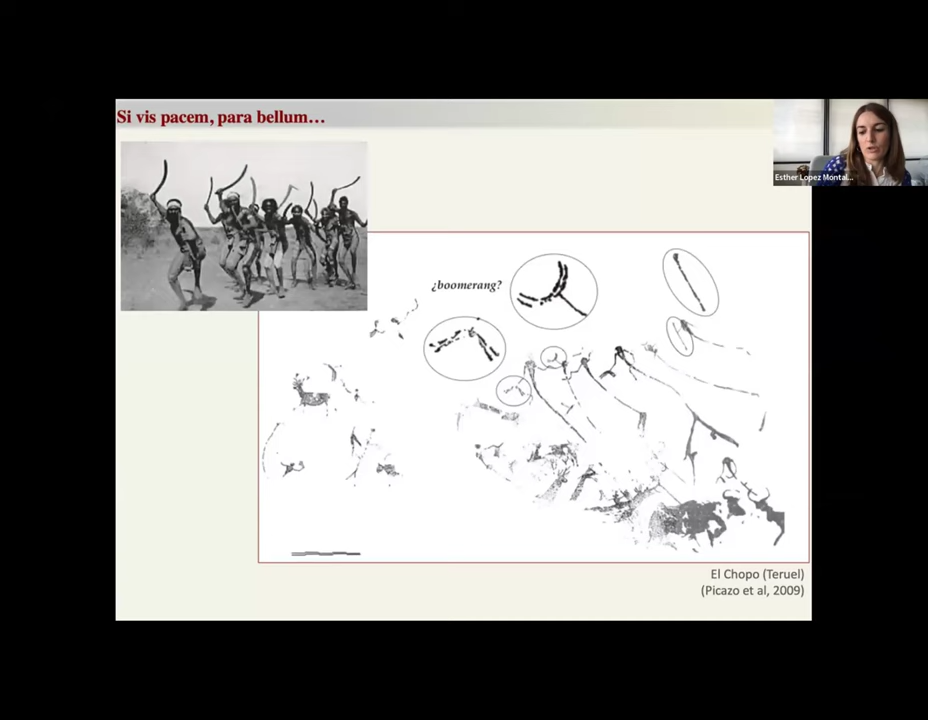 Si vis pacem, para bellum…
Esther Lopez Montal...
¿boomerang?
El Chopo (Teruel)
(Picazo et al, 2009)